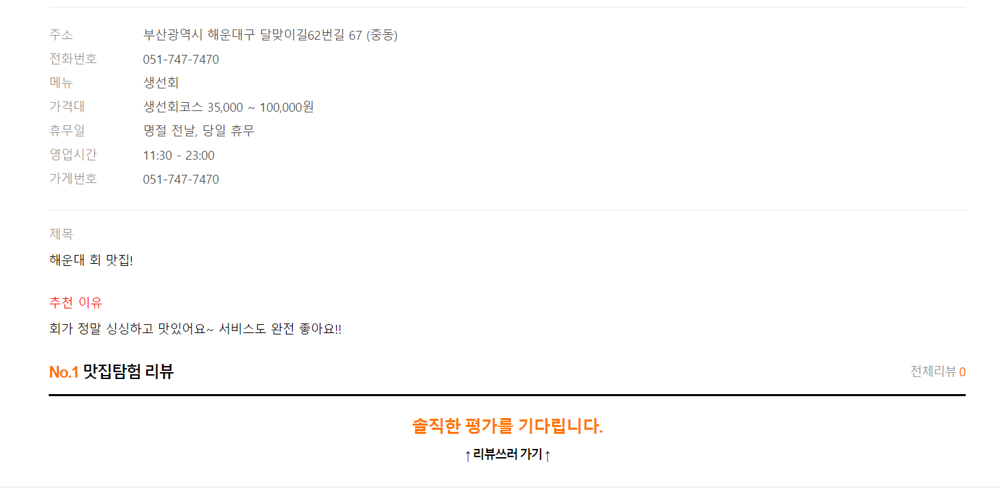 주소 부산광역시 해운대구 달맞이길62번길 67 (중동)
전화번호 051-747-7470
메뉴 생선회
가격대 생선회코스 35,000 ~ 100,000원
휴무일 명절 전날, 당일 휴무
영업시간 11:30 - 23:00
가게번호 051-747-7470
제목
해운대 회 맛집!
추천 이유
회가 정말 싱싱하고 맛있어요~ 서비스도 완전 좋아요!!
No.1 맛집탐험 리뷰 전체리뷰 0
솔직한 평가를 기다립니다.
↑ 리뷰쓰러 가기 ↑